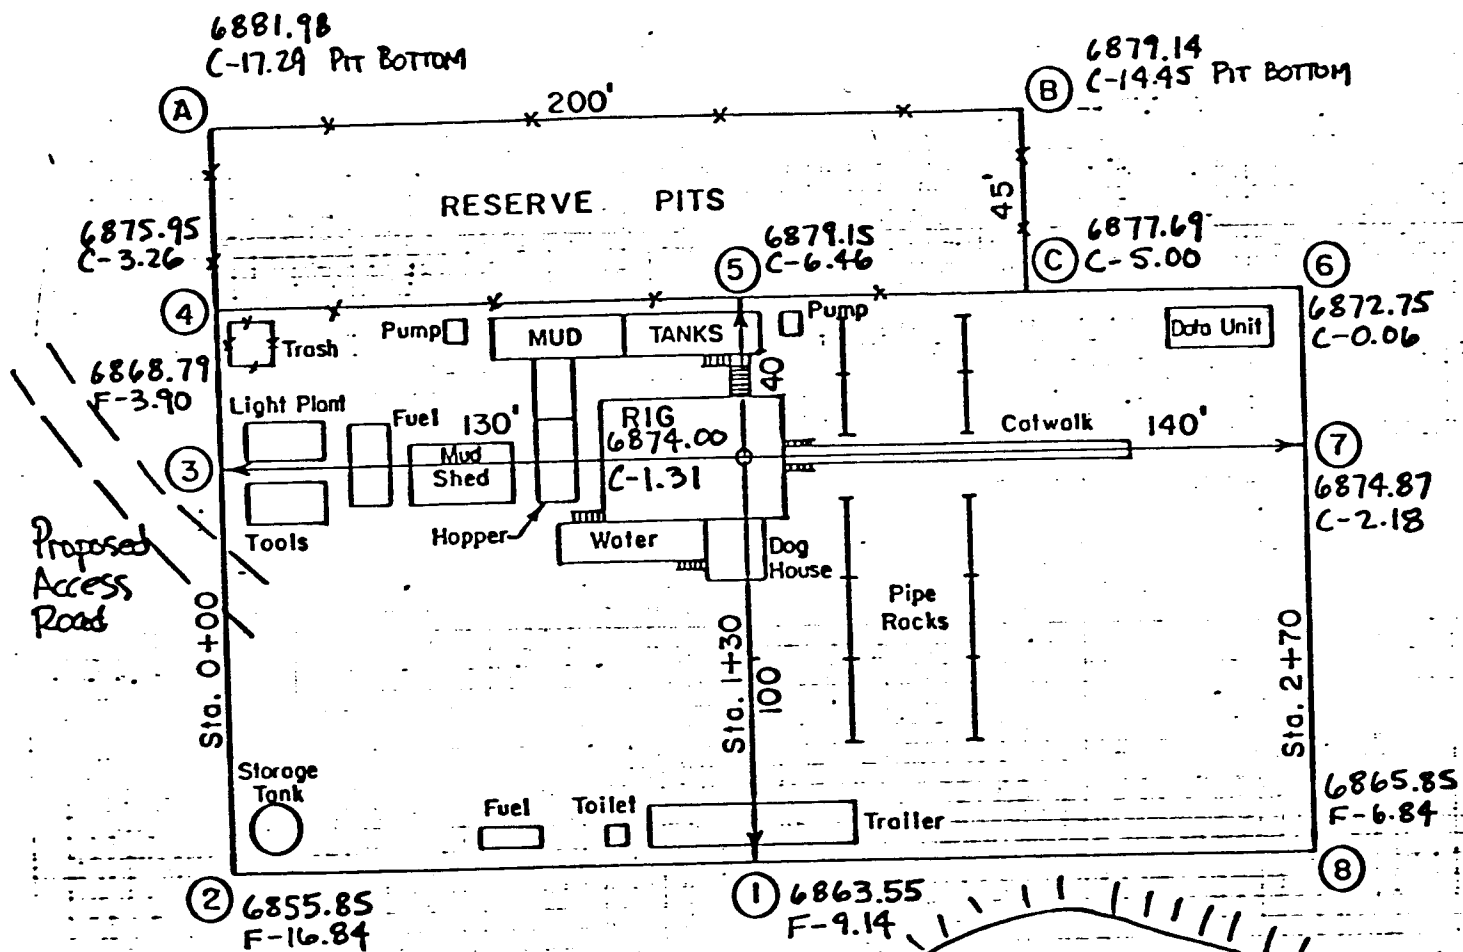 6881.98
C-17.29 PIT BOTTOM
6879.14
C-14.45 PIT BOTTOM
A
200'
B
RESERVE PITS
45'
6875.95
C-3.26
6879.15
C-6.46
6877.69
C-5.00
5
C
6
4
Trash
Pump
MUD
TANKS
Pump
Data Unit
6872.75
C-0.06
6868.79
F-3.90
40
Light Plant
Fuel
130'
RIG
6874.00
C-1.31
Catwalk
140'
3
Mud
Shed
7
6874.87
C-2.18
Tools
Hopper
Water
Dog
House
Proposed
Access
Road
Pipe
Racks
Sta. 0+00
Sta. 1+30
100
Sta. 2+70
Storage
Tank
Fuel
Toilet
Trailer
6865.85
F-6.84
2
6855.85
F-16.84
1
6863.55
F-9.14
8